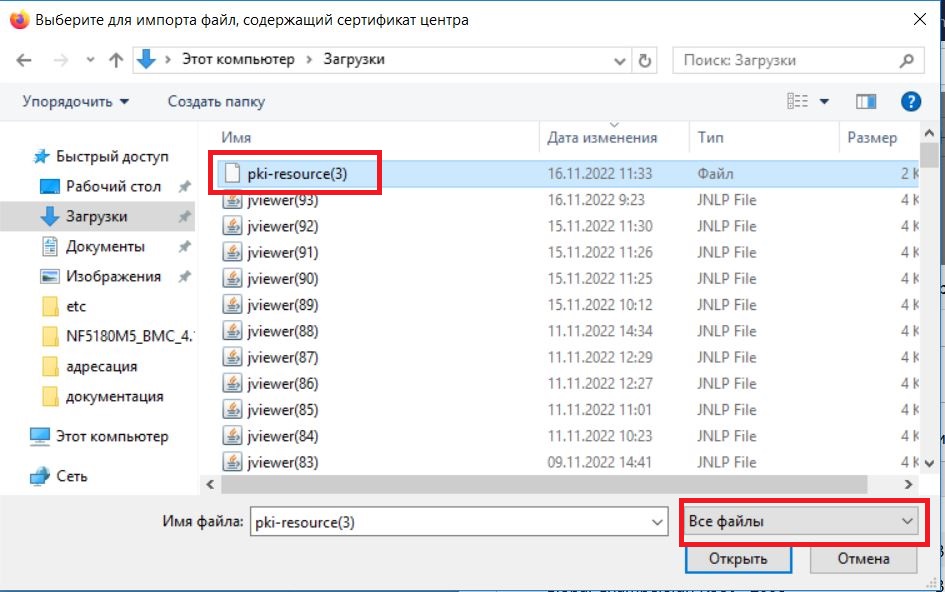 Выберите для импорта файл, содержащий сертификат центра
Этот компьютер Загрузки
Поиск: Загрузки
Упорядочить
Создать папку
Имя Дата изменения Тип Размер
Быстрый доступ
Рабочий стол
Загрузки
Документы
Изображения
etc
NF5180M5_BMC_4.
адресация
документация
Этот компьютер
Сеть
pki-resource(3) 16.11.2022 11:33 Файл 2 К
jviewer(93) 16.11.2022 9:23 JNLP File 4 К
jviewer(92) 15.11.2022 11:30 JNLP File 4 К
jviewer(91) 15.11.2022 11:26 JNLP File 4 К
jviewer(90) 15.11.2022 11:25 JNLP File 4 К
jviewer(89) 15.11.2022 10:12 JNLP File 4 К
jviewer(88) 11.11.2022 14:34 JNLP File 4 К
jviewer(87) 11.11.2022 12:29 JNLP File 4 К
jviewer(86) 11.11.2022 12:27 JNLP File 4 К
jviewer(85) 11.11.2022 11:01 JNLP File 4 К
jviewer(84) 11.11.2022 10:23 JNLP File 4 К
jviewer(83) 09.11.2022 14:41 JNLP File 4 К
Имя файла: pki-resource(3) Все файлы
Открыть Отмена